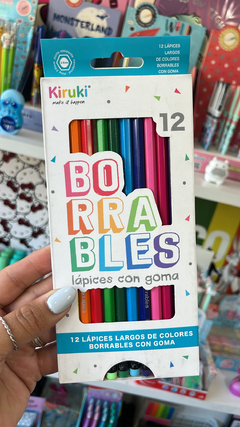 12 LÁPICES
LARGOS
DE COLORES
BORRABLES
CON GOMA
Kiruki
make it happen
12
BO
RRA
BLES
lápices con goma
12 LÁPICES LARGOS DE COLORES
BORRABLES CON GOMA